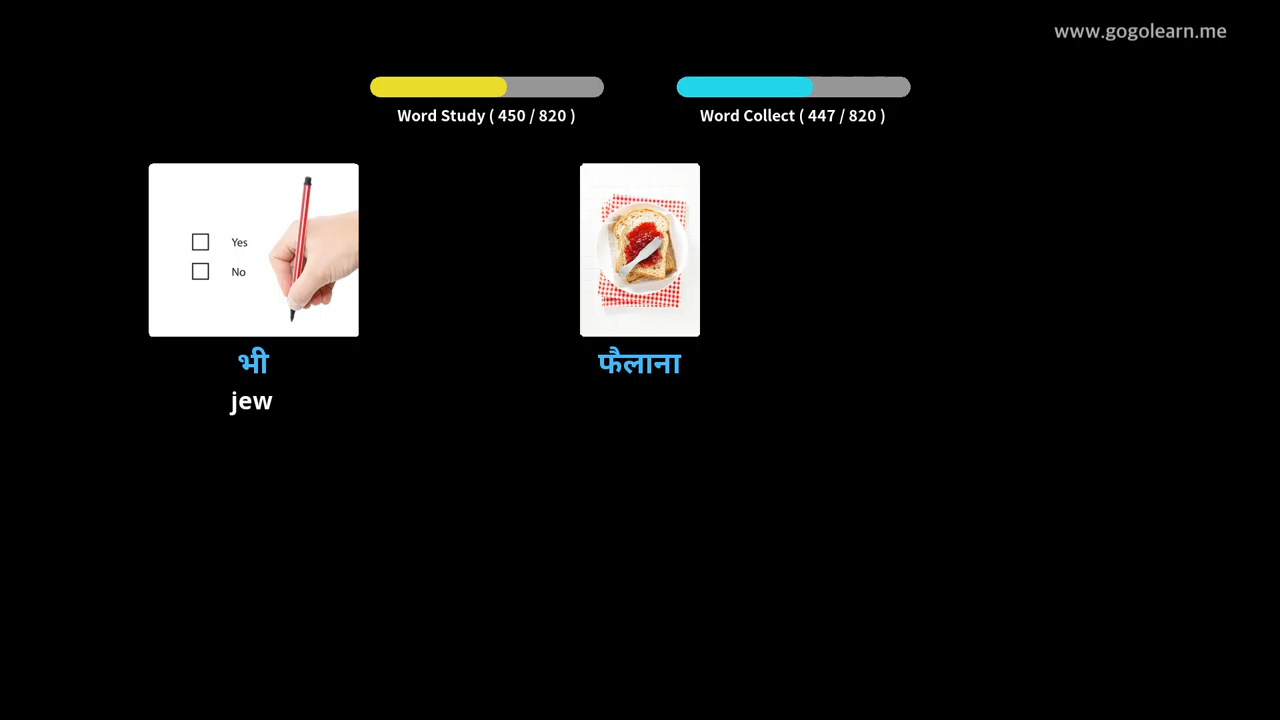 www.gogolearn.me
Word Study ( 450 / 820 )
Word Collect ( 447 / 820 )
Yes
No
भी
फैलाना
jew